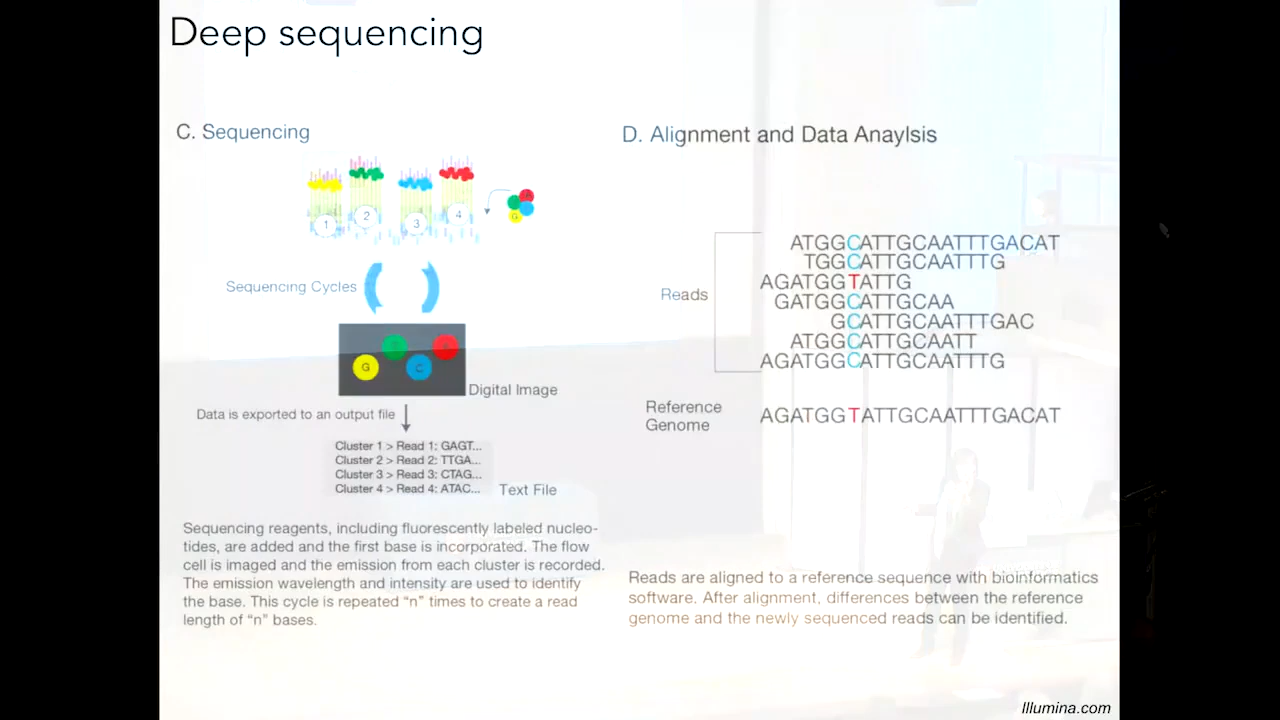 Deep sequencing
C. Sequencing
1
2
3
4
G
Sequencing Cycles
G
C
Digital Image
Data is exported to an output file
Cluster 1 > Read 1: GAGT...
Cluster 2 > Read 2: TTGA...
Cluster 3 > Read 3: CTAG...
Cluster 4 > Read 4: ATAC...
Text File
Sequencing reagents, including fluorescently labeled nucleo-
tides, are added and the first base is incorporated. The flow
cell is imaged and the emission from each cluster is recorded.
The emission wavelength and intensity are used to identify
the base. This cycle is repeated “n” times to create a read
length of “n” bases.
D. Alignment and Data Anaylsis
Reads
ATGGCATTGCAATTTGACAT
TGGCATTGCAATTTG
AGATGGTATTG
GATGGCATTGCAA
GCATTGCAATTTGAC
ATGGCATTGCAATT
AGATGGCATTGCAATTTG
Reference
Genome
AGATGGTATTGCAATTTGACAT
Reads are aligned to a reference sequence with bioinformatics
software. After alignment, differences between the reference
genome and the newly sequenced reads can be identified.
Illumina.com